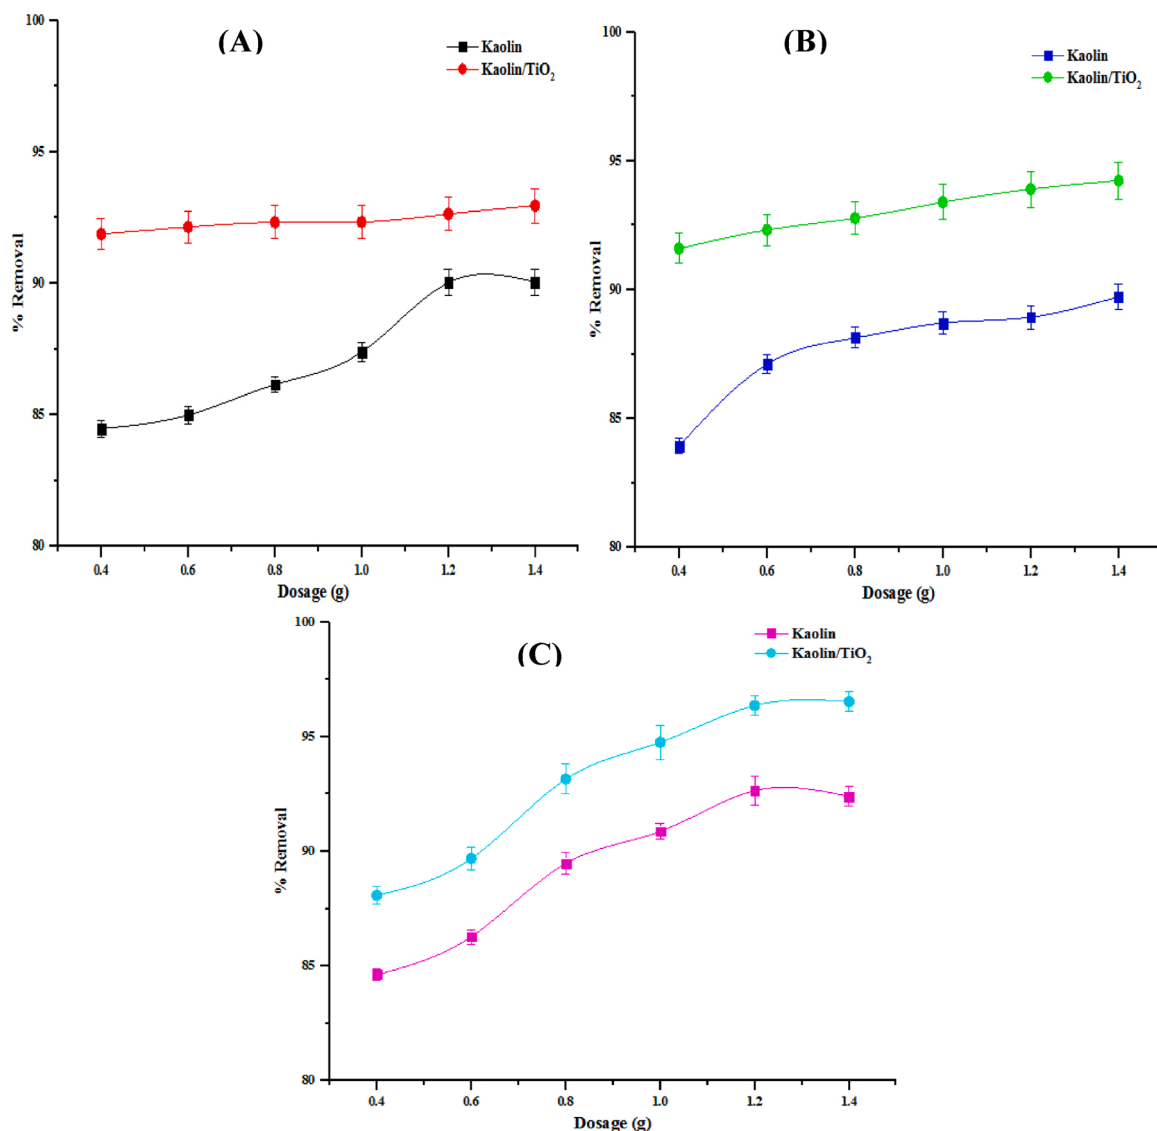 (A)
Kaolin
Kaolin/TiO₂
100
95
90
85
80
% Removal
0.4 0.6 0.8 1.0 1.2 1.4
Dosage (g)
(B)
Kaolin
Kaolin/TiO₂
100
95
90
85
80
% Removal
0.4 0.6 0.8 1.0 1.2 1.4
Dosage (g)
(C)
Kaolin
Kaolin/TiO₂
100
95
90
85
80
% Removal
0.4 0.6 0.8 1.0 1.2 1.4
Dosage (g)